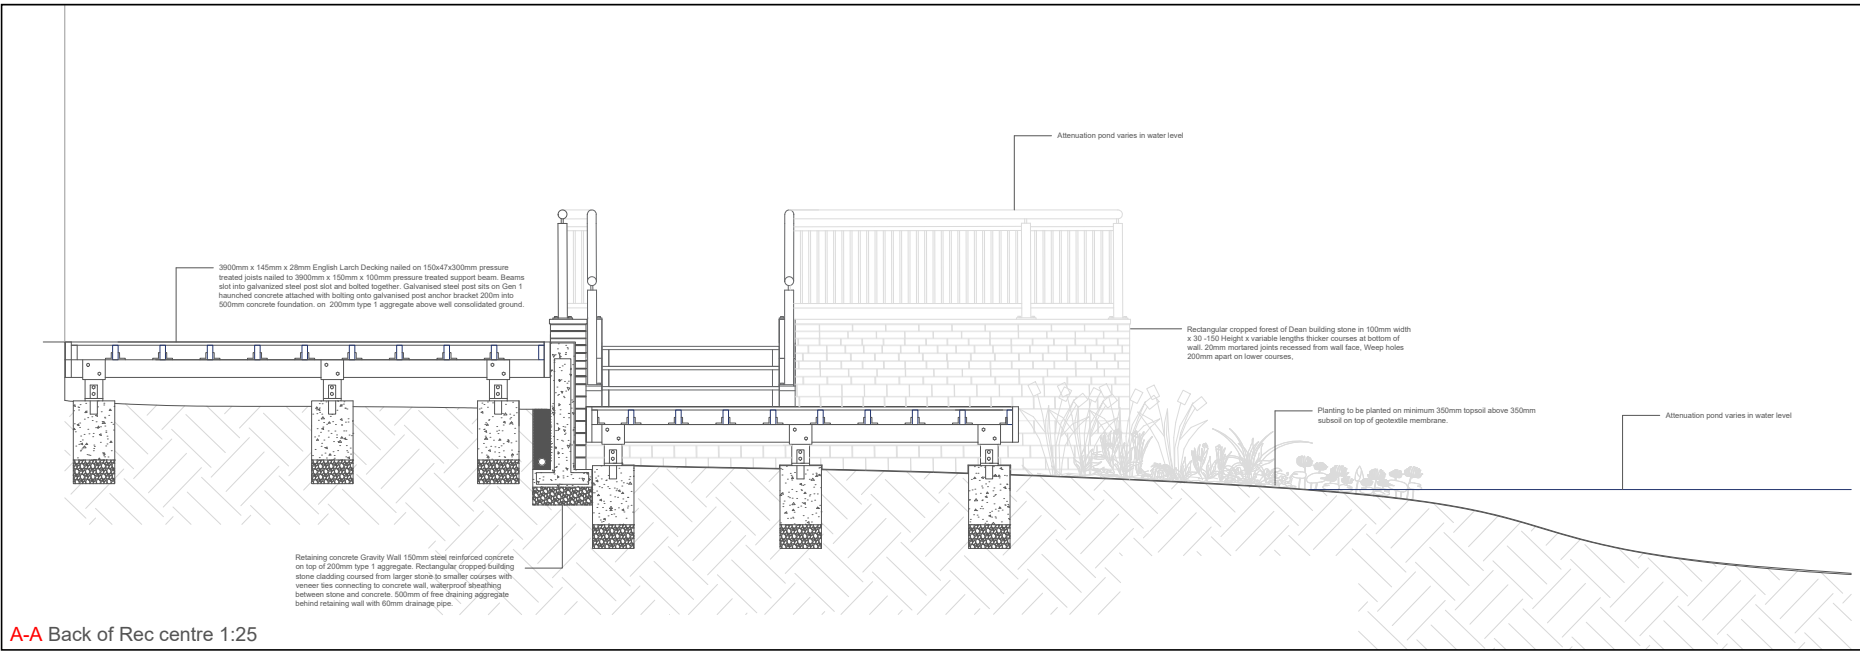 Attenuation pond varies in water level
3900mm x 145mm x 28mm English Larch Decking nailed on 150x47x300mm pressure
treated joists nailed to 3900mm x 150mm x 100mm pressure treated support beam. Beams
slot into galvanized steel post slot and bolted together. Galvanised steel post sits on Gen 1
haunched concrete attached with bolting onto galvanised post anchor bracket 200m into
500mm concrete foundation. on 200mm type 1 aggregate above well consolidated ground.
Rectangular cropped forest of Dean building stone in 100mm width
x 30 -150 Height x variable lengths thicker courses at bottom of
wall. 20mm mortared joints recessed from wall face, Weep holes
200mm apart on lower courses,
Planting to be planted on minimum 350mm topsoil above 350mm
subsoil on top of geotextile membrane.
Attenuation pond varies in water level
Retaining concrete Gravity Wall 150mm steel reinforced concrete
on top of 200mm type 1 aggregate. Rectangular cropped building
stone cladding coursed from larger stone to smaller courses with
veneer ties connecting to concrete wall, waterproof sheathing
between stone and concrete. 500mm of free draining aggregate
behind retaining wall with 60mm drainage pipe.
A-A Back of Rec centre 1:25